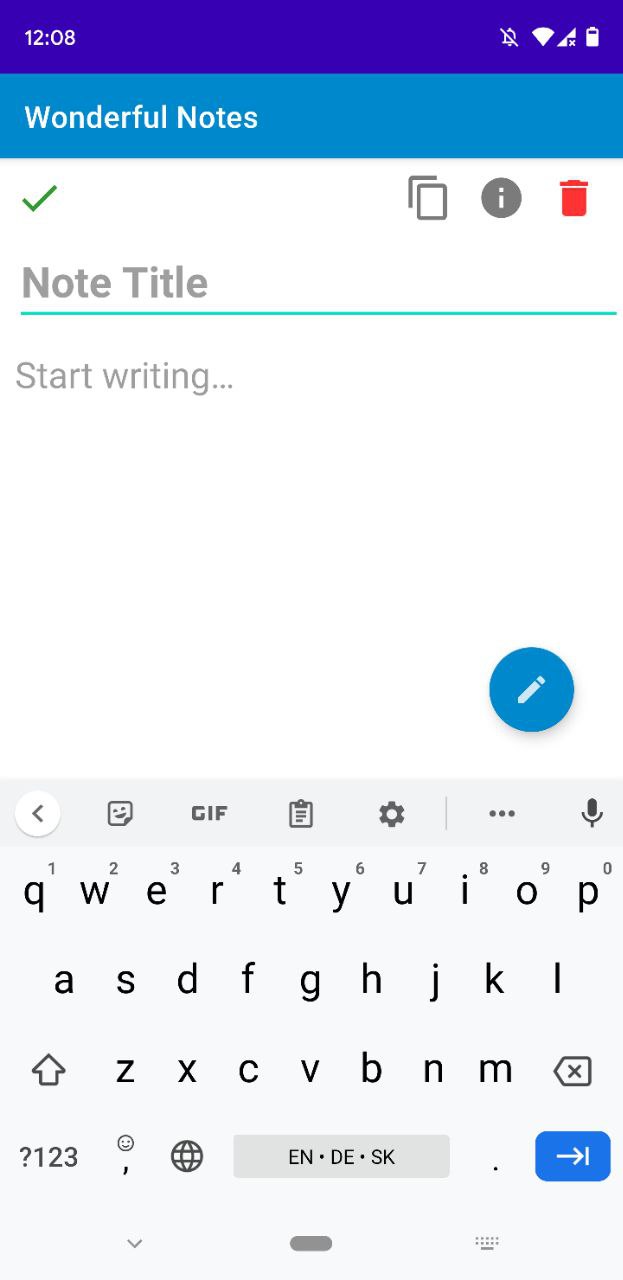 12:08
Wonderful Notes
Note Title
Start writing...
GIF
1 2 3 4 5 6 7 8 9 0
q w e r t y u i o p
a s d f g h j k l
z x c v b n m
?123 , EN • DE • SK .